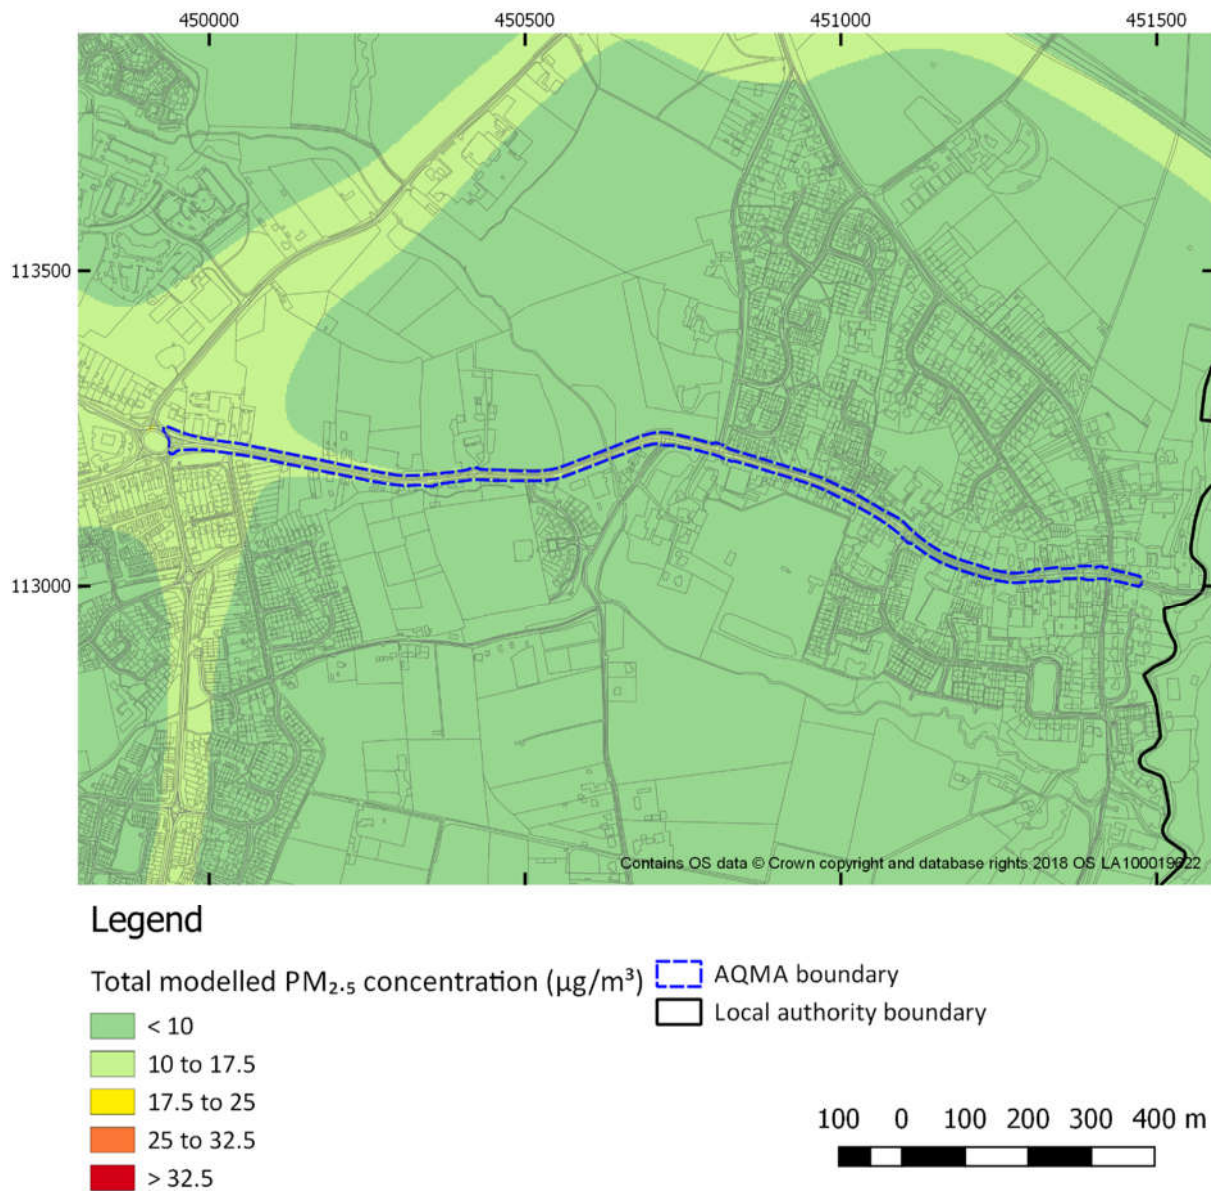 450000 450500 451000 451500
113500
113000
Contains OS data © Crown copyright and database rights 2018 OS LA100019622
Legend
Total modelled PM₂.₅ concentration (µg/m³)
< 10
10 to 17.5
17.5 to 25
25 to 32.5
> 32.5
AQMA boundary
Local authority boundary
100 0 100 200 300 400 m